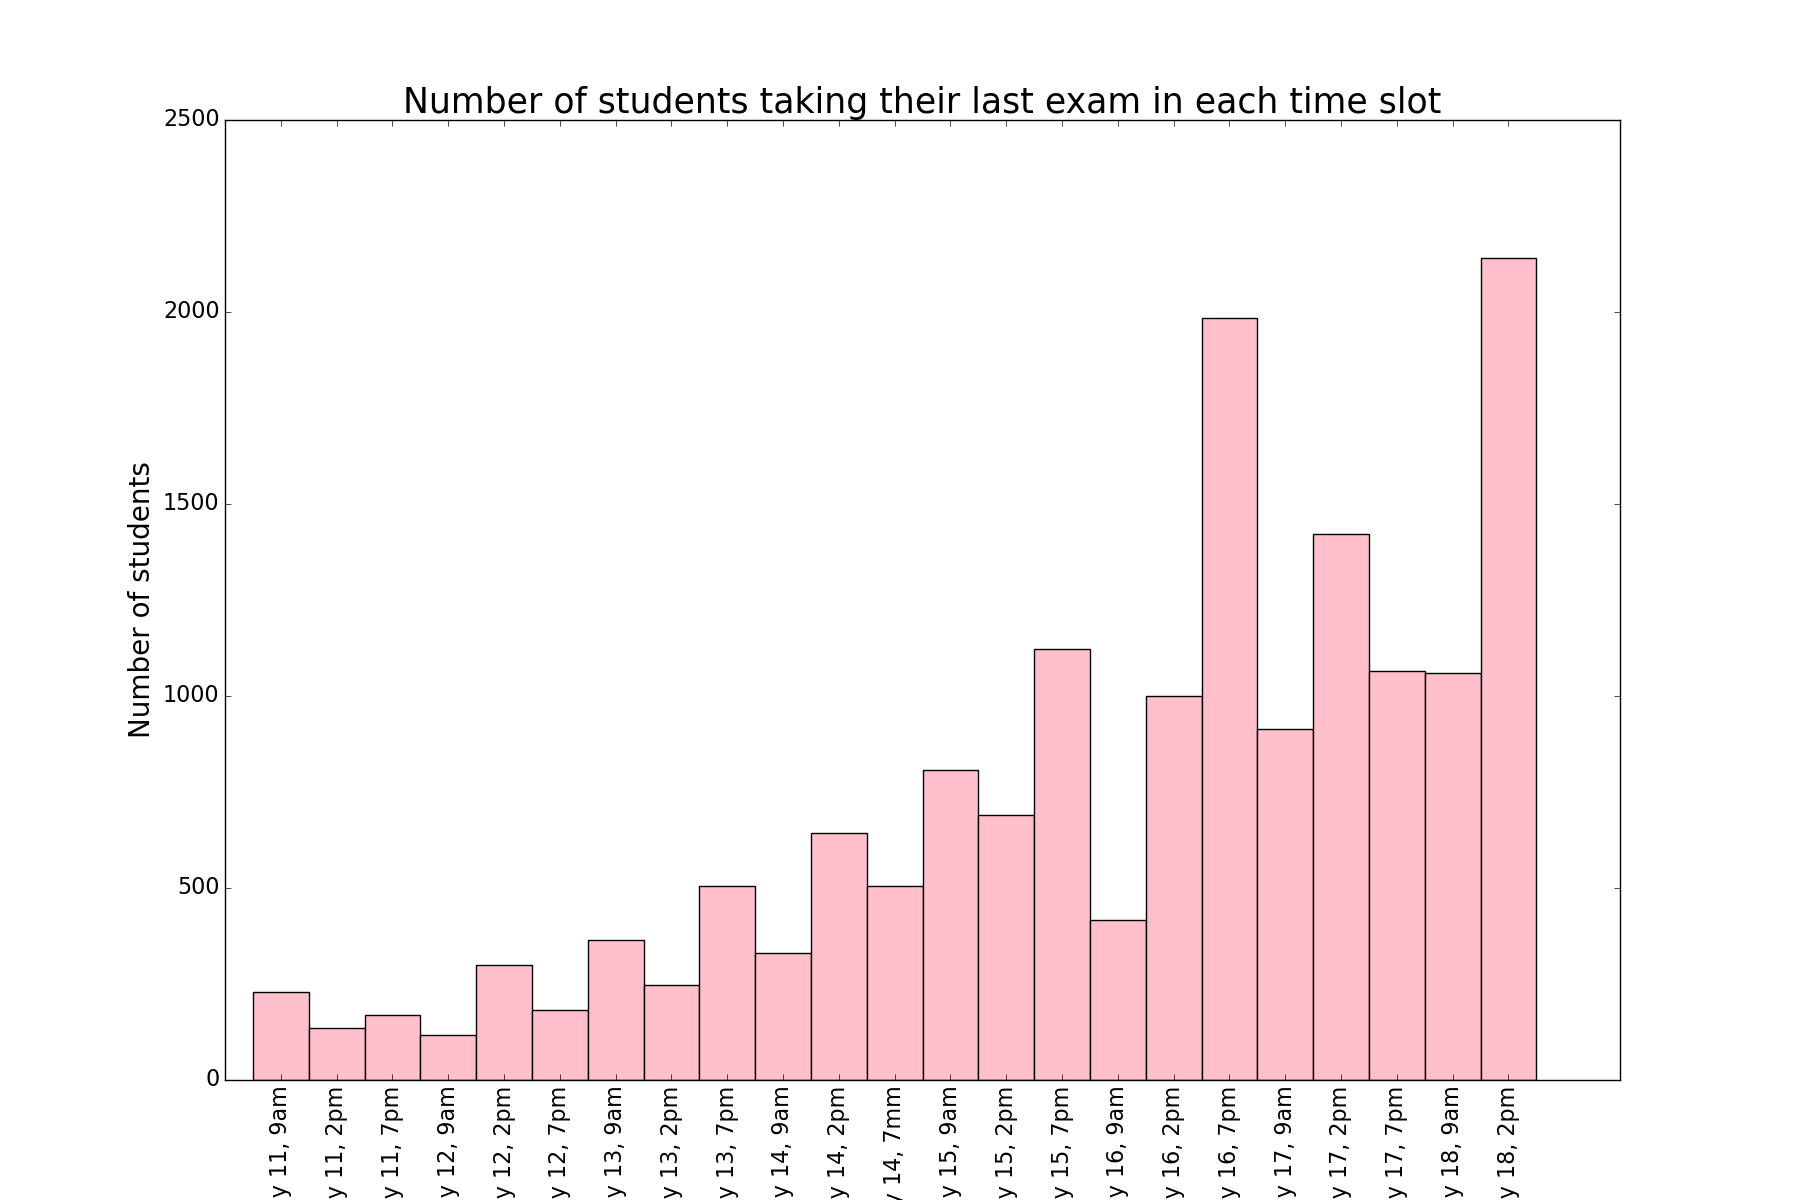 Number of students taking their last exam in each time slot
Number of students
2500
2000
1500
1000
500
0
y 11, 9am
y 11, 2pm
y 11, 7pm
y 12, 9am
y 12, 2pm
y 12, 7pm
y 13, 9am
y 13, 2pm
y 13, 7pm
y 14, 9am
y 14, 2pm
y 14, 7mm
y 15, 9am
y 15, 2pm
y 15, 7pm
y 16, 9am
y 16, 2pm
y 16, 7pm
y 17, 9am
y 17, 2pm
y 17, 7pm
y 18, 9am
y 18, 2pm